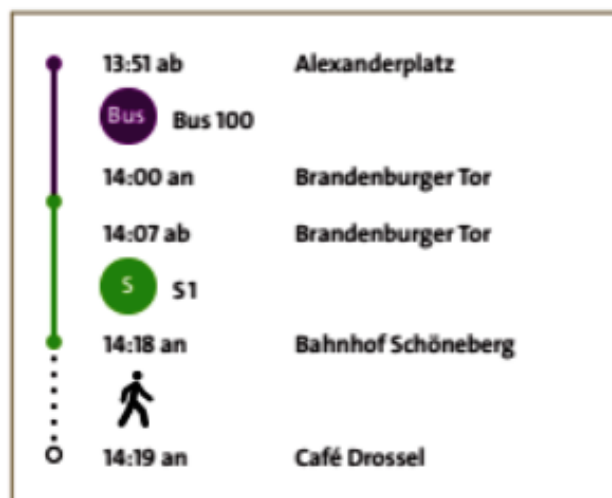 13:51 ab Alexanderplatz
Bus Bus 100
14:00 an Brandenburger Tor
14:07 ab Brandenburger Tor
S S1
14:18 an Bahnhof Schöneberg
14:19 an Café Drossel